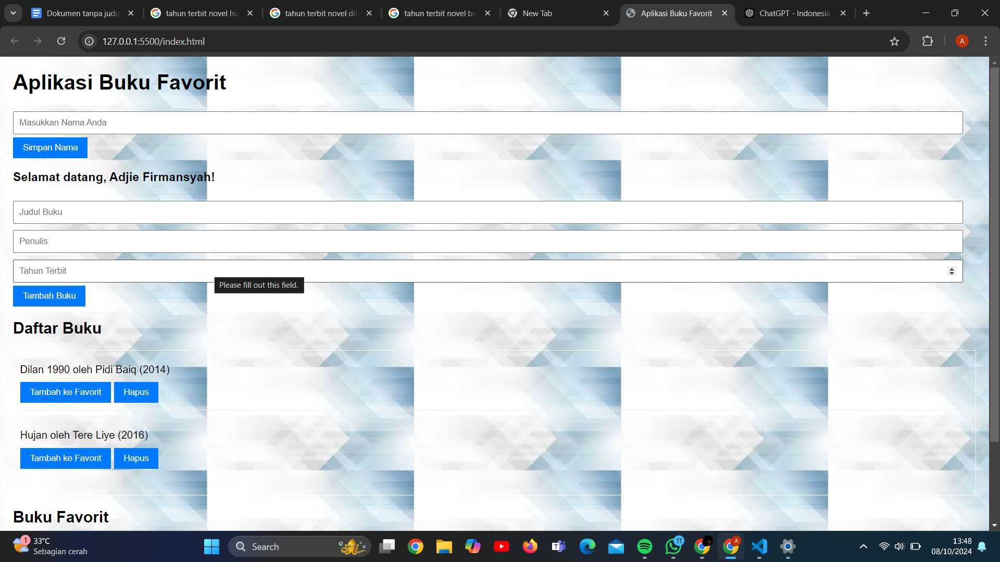 Dokumen tanpa judu
tahun terbit novel hu
tahun terbit novel dil
tahun terbit novel bu
New Tab
Aplikasi Buku Favorit
ChatGPT - Indonesia
127.0.0.1:5500/index.html
A
Aplikasi Buku Favorit
Masukkan Nama Anda
Simpan Nama
Selamat datang, Adjie Firmansyah!
Judul Buku
Penulis
Tahun Terbit
Please fill out this field.
Tambah Buku
Daftar Buku
Dilan 1990 oleh Pidi Baiq (2014)
Tambah ke Favorit Hapus
Hujan oleh Tere Liye (2016)
Tambah ke Favorit Hapus
Buku Favorit
1
33°C
Sebagian cerah
Search
11
A
13:48
08/10/2024